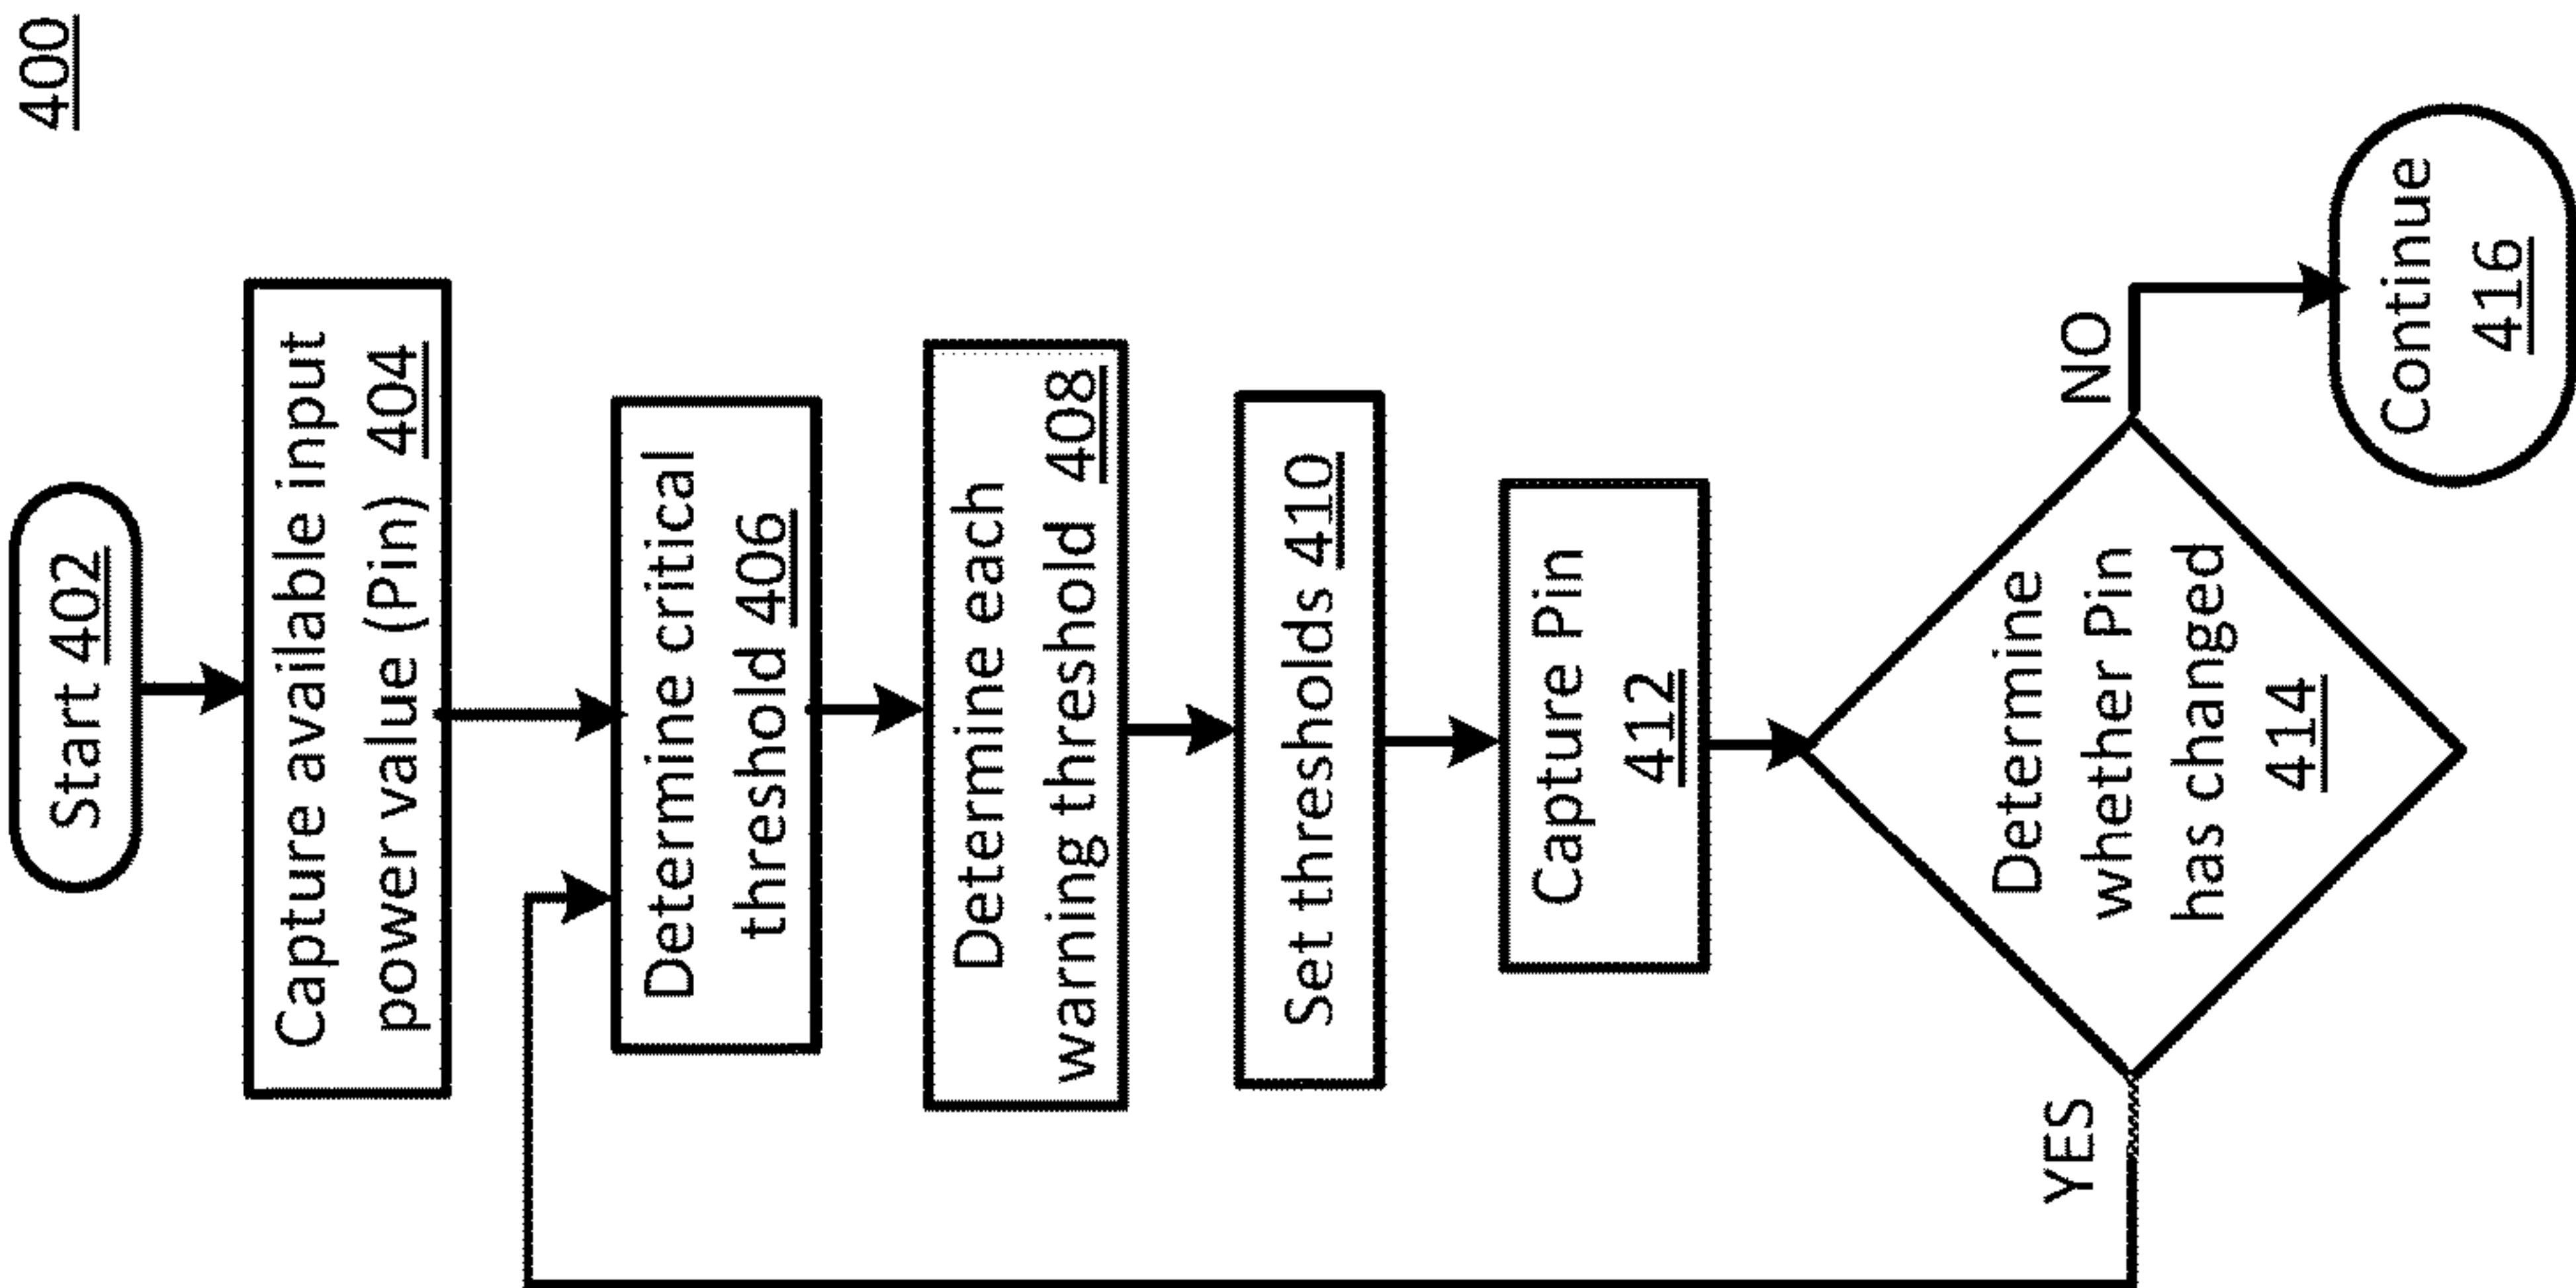 400
Start 402
Capture available input
power value (Pin) 404
Determine critical
threshold 406
Determine each
warning threshold 408
Set thresholds 410
Capture Pin
412
Determine
whether Pin
has changed
414
YES
NO
Continue
416